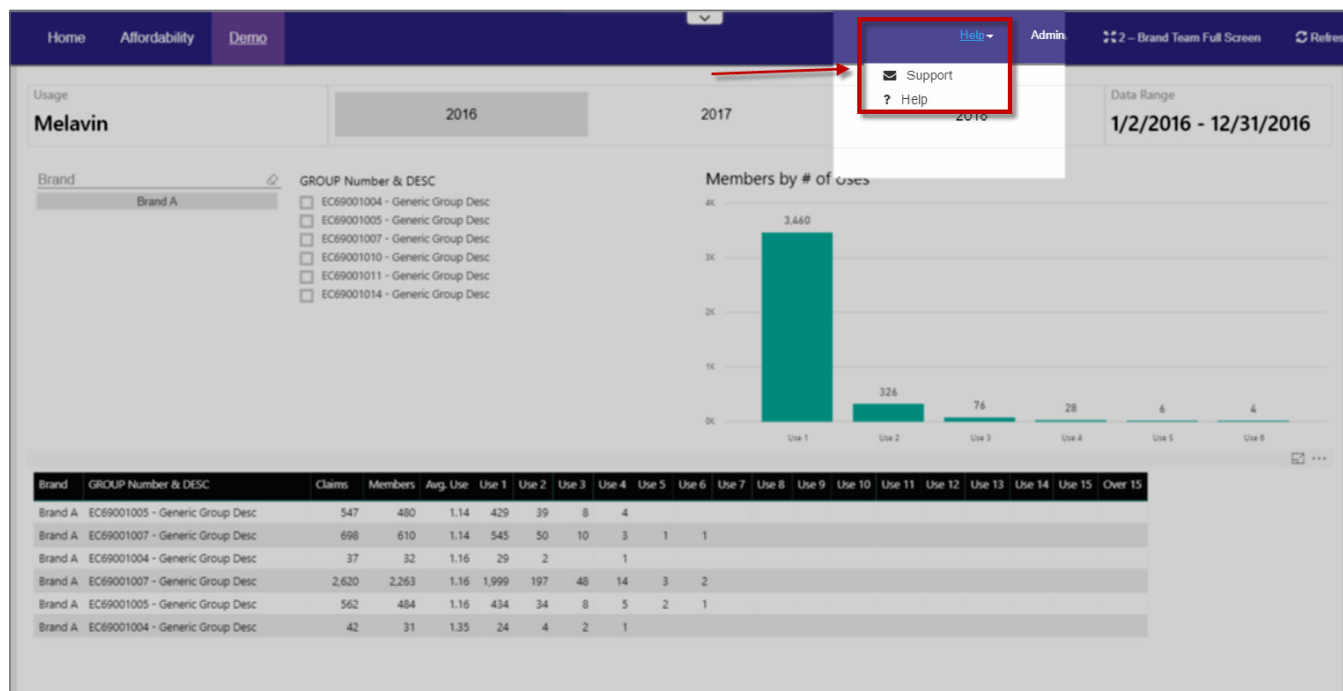 Home Affordability Demo Help Admin. 2 – Brand Team Full Screen Refres
Support
? Help
Usage
Melavin
2016 2017 2018
Data Range
1/2/2016 - 12/31/2016
Brand
Brand A
GROUP Number & DESC
EC69001004 - Generic Group Desc
EC69001005 - Generic Group Desc
EC69001007 - Generic Group Desc
EC69001010 - Generic Group Desc
EC69001011 - Generic Group Desc
EC69001014 - Generic Group Desc
Members by # of Uses
4K
3K
2K
1K
0K
3,460 326 76 28 6 4
Use 1 Use 2 Use 3 Use 4 Use 5 Use 6
Brand GROUP Number & DESC Claims Members Avg. Use Use 1 Use 2 Use 3 Use 4 Use 5 Use 6 Use 7 Use 8 Use 9 Use 10 Use 11 Use 12 Use 13 Use 14 Use 15 Over 15
Brand A EC69001005 - Generic Group Desc 547 480 1.14 429 39 8 4
Brand A EC69001007 - Generic Group Desc 698 610 1.14 545 50 10 3 1 1
Brand A EC69001004 - Generic Group Desc 37 32 1.16 29 2 1
Brand A EC69001007 - Generic Group Desc 2,620 2,263 1.16 1,999 197 48 14 3 2
Brand A EC69001005 - Generic Group Desc 562 484 1.16 434 34 8 5 2 1
Brand A EC69001004 - Generic Group Desc 42 31 1.35 24 4 2 1